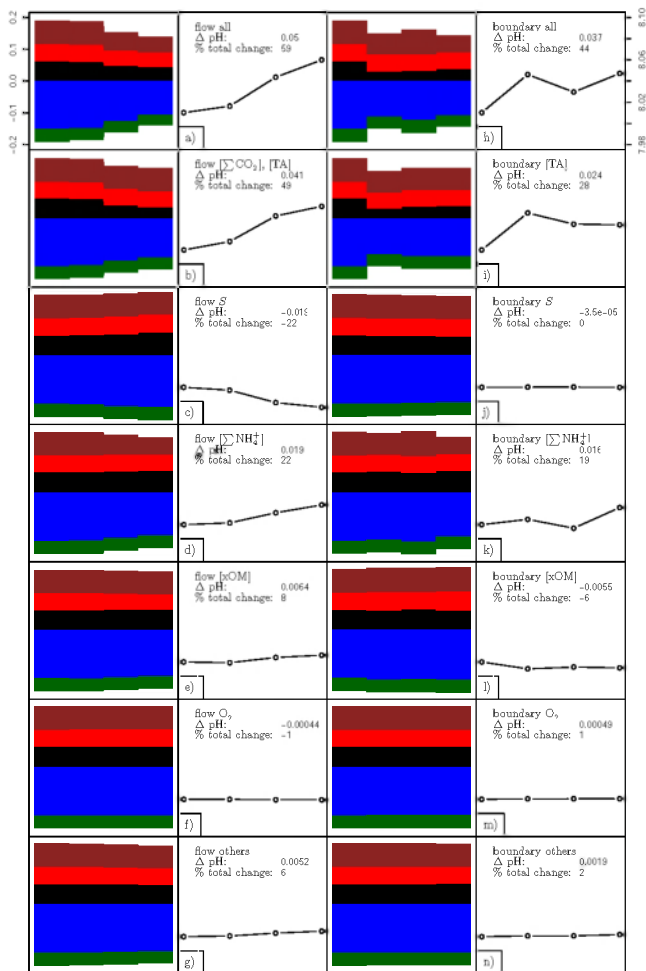 0.2
0.1
0.0
-0.1
-0.2
flow all
Δ pH: 0.05
% total change: 59
a)
boundary all
Δ pH: 0.037
% total change: 44
h)
8.10
8.06
8.02
7.98
flow [∑CO₂], [TA]
Δ pH: 0.041
% total change: 49
b)
boundary [TA]
Δ pH: 0.024
% total change: 28
i)
flow S
Δ pH: -0.019
% total change: -22
c)
boundary S
Δ pH: -3.5e-05
% total change: 0
j)
flow [∑NH₄⁺]
Δ pH: 0.019
% total change: 22
d)
boundary [∑NH₄⁺]
Δ pH: 0.016
% total change: 19
k)
flow [xOM]
Δ pH: 0.0064
% total change: 8
e)
boundary [xOM]
Δ pH: -0.0055
% total change: -6
l)
flow O₂
Δ pH: -0.00044
% total change: -1
f)
boundary O₂
Δ pH: 0.00049
% total change: 1
m)
flow others
Δ pH: 0.0052
% total change: 6
g)
boundary others
Δ pH: 0.0019
% total change: 2
n)